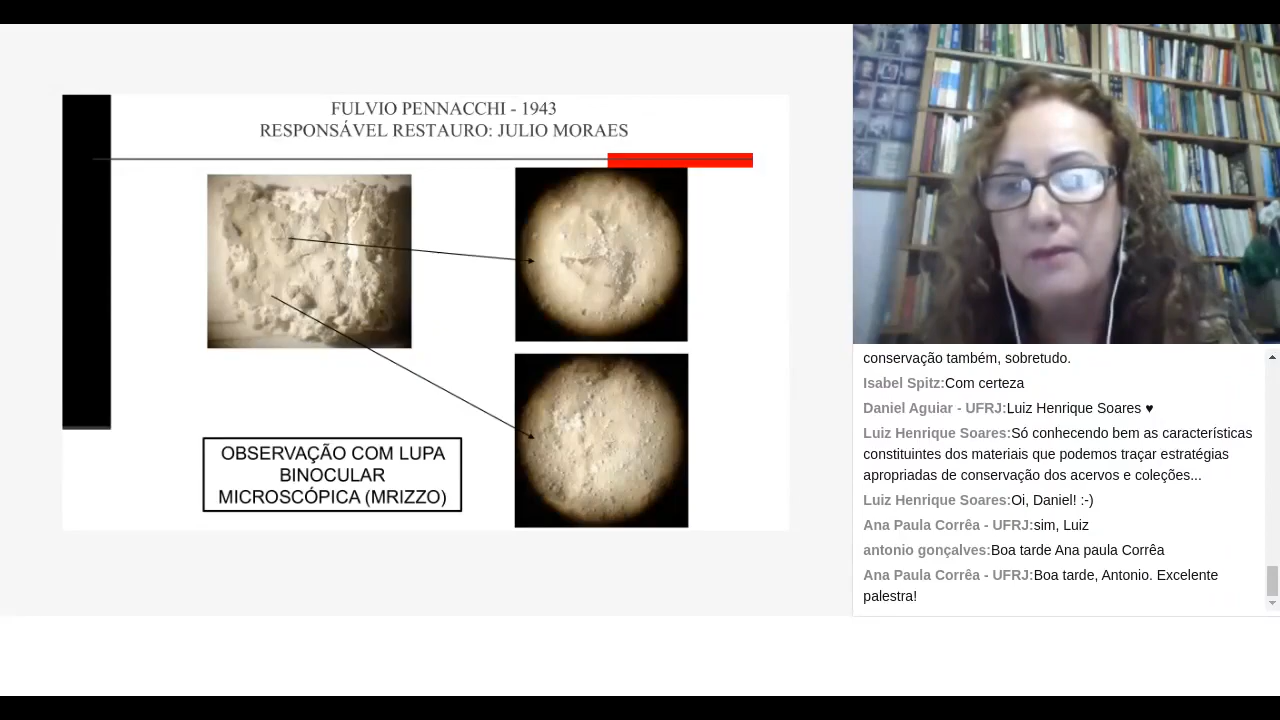 FULVIO PENNACCHI - 1943
RESPONSÁVEL RESTAURO: JULIO MORAES
OBSERVAÇÃO COM LUPA
BINOCULAR
MICROSCÓPICA (MRIZZO)
conservação também, sobretudo.
Isabel Spitz:Com certeza
Daniel Aguiar - UFRJ:Luiz Henrique Soares ♥
Luiz Henrique Soares:Só conhecendo bem as características
constituintes dos materiais que podemos traçar estratégias
apropriadas de conservação dos acervos e coleções...
Luiz Henrique Soares:Oi, Daniel! :-)
Ana Paula Corrêa - UFRJ:sim, Luiz
antonio gonçalves:Boa tarde Ana paula Corrêa
Ana Paula Corrêa - UFRJ:Boa tarde, Antonio. Excelente
palestra!